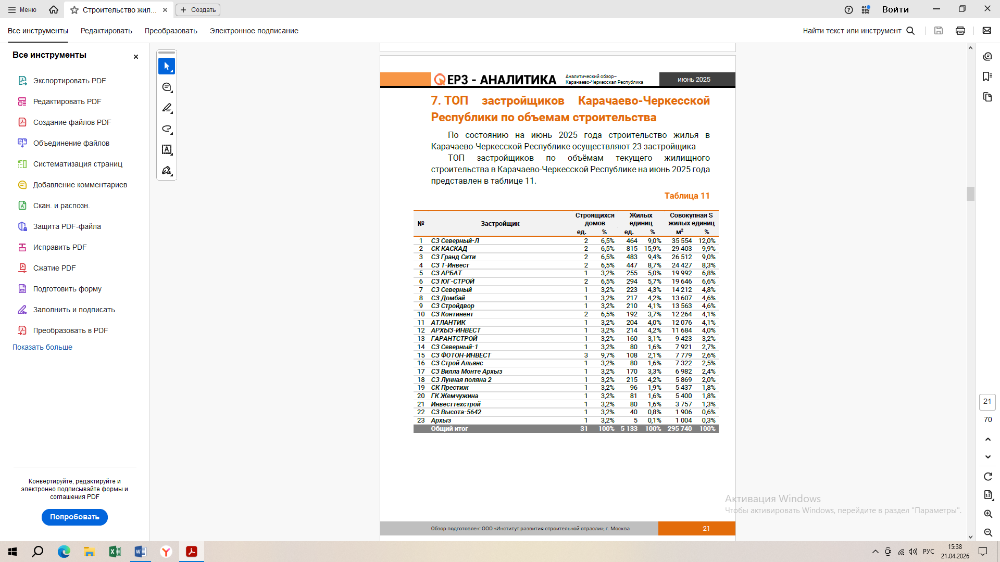 Меню
Строительство жил...
Создать
Войти
Все инструменты
Редактировать
Преобразовать
Электронное подписание
Найти текст или инструмент
Все инструменты
Экспортировать PDF
Редактировать PDF
Создание файлов PDF
Объединение файлов
Систематизация страниц
Добавление комментариев
Скан. и распозн.
Защита PDF-файла
Исправить PDF
Сжатие PDF
Подготовить форму
Заполнить и подписать
Преобразовать в PDF
Показать больше
Конвертируйте, редактируйте и
электронно подписывайте формы и
соглашения PDF
Попробовать
ЕРЗ - АНАЛИТИКА
Аналитический обзор–
Карачаево-Черкесская Республика
июнь 2025
7. ТОП застройщиков Карачаево-Черкесской
Республики по объемам строительства
По состоянию на июнь 2025 года строительство жилья в
Карачаево-Черкесской Республике осуществляют 23 застройщика
ТОП застройщиков по объёмам текущего жилищного
строительства в Карачаево-Черкесской Республике на июнь 2025 года
представлен в таблице 11.
Таблица 11
№ Застройщик Строящихся домов Жилых единиц Совокупная S жилых единиц
ед. % ед. % м² %
1 СЗ Северный-Л 2 6,5% 464 9,0% 35 554 12,0%
2 СК КАСКАД 2 6,5% 815 15,9% 29 403 9,9%
3 СЗ Гранд Сити 2 6,5% 483 9,4% 26 512 9,0%
4 СЗ Т-Инвест 2 6,5% 447 8,7% 24 427 8,3%
5 СЗ АРБАТ 1 3,2% 255 5,0% 19 992 6,8%
6 СЗ ЮГ-СТРОЙ 2 6,5% 294 5,7% 19 646 6,6%
7 СЗ Северный 1 3,2% 223 4,3% 14 212 4,8%
8 СЗ Домбай 1 3,2% 217 4,2% 13 607 4,6%
9 СЗ Стройдвор 1 3,2% 210 4,1% 13 563 4,6%
10 СЗ Континент 2 6,5% 192 3,7% 12 264 4,1%
11 АТЛАНТИК 1 3,2% 204 4,0% 12 076 4,1%
12 АРХЫЗ-ИНВЕСТ 1 3,2% 214 4,2% 11 684 4,0%
13 ГАРАНТСТРОЙ 1 3,2% 160 3,1% 9 423 3,2%
14 СЗ Северный-1 1 3,2% 80 1,6% 7 921 2,7%
15 СЗ ФОТОН-ИНВЕСТ 3 9,7% 108 2,1% 7 779 2,6%
16 СЗ Строй Альянс 1 3,2% 80 1,6% 7 322 2,5%
17 СЗ Вилла Монте Архыз 1 3,2% 170 3,3% 6 982 2,4%
18 СЗ Лунная поляна 2 1 3,2% 215 4,2% 5 869 2,0%
19 СК Престиж 1 3,2% 96 1,9% 5 437 1,8%
20 ГК Жемчужина 1 3,2% 81 1,6% 5 400 1,8%
21 Инвесттехстрой 1 3,2% 80 1,6% 3 757 1,3%
22 СЗ Высота-5642 1 3,2% 40 0,8% 1 906 0,6%
23 Архыз 1 3,2% 5 0,1% 1 004 0,3%
Общий итог 31 100% 5 133 100% 295 740 100%
Обзор подготовлен: ООО «Институт развития строительной отрасли», г. Москва
21
21
70
1:1
Активация Windows
Чтобы активировать Windows, перейдите в раздел "Параметры".
РУС
15:38
21.04.2026